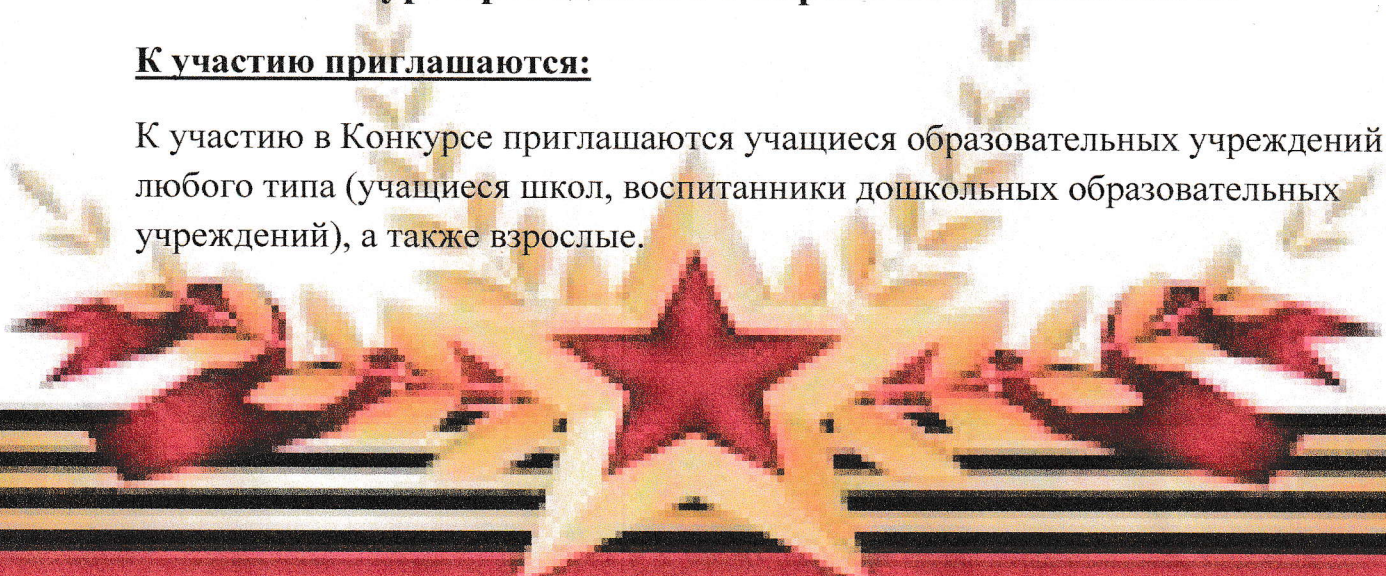 К участию приглашаются:
К участию в Конкурсе приглашаются учащиеся образовательных учреждений
любого типа (учащиеся школ, воспитанники дошкольных образовательных
учреждений), а также взрослые.